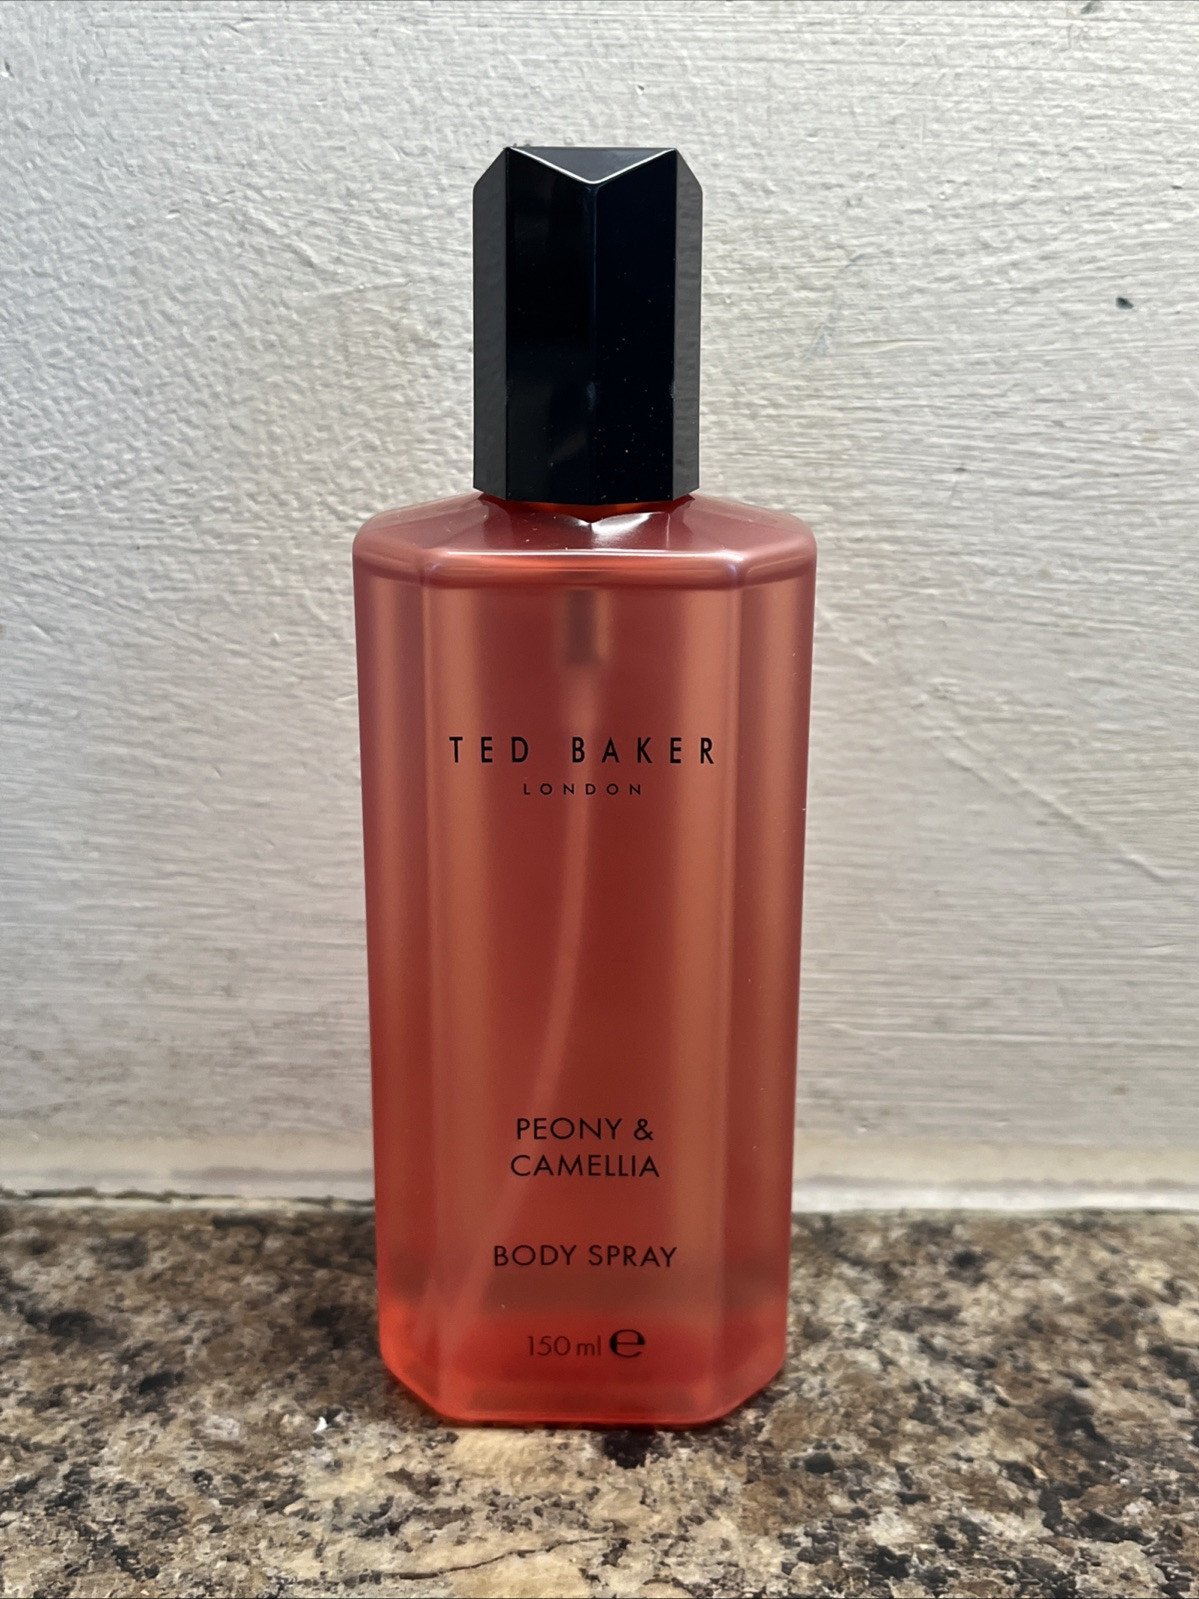 TED BAKER
LONDON
PEONY &
CAMELLIA
BODY SPRAY
150 ml ℮